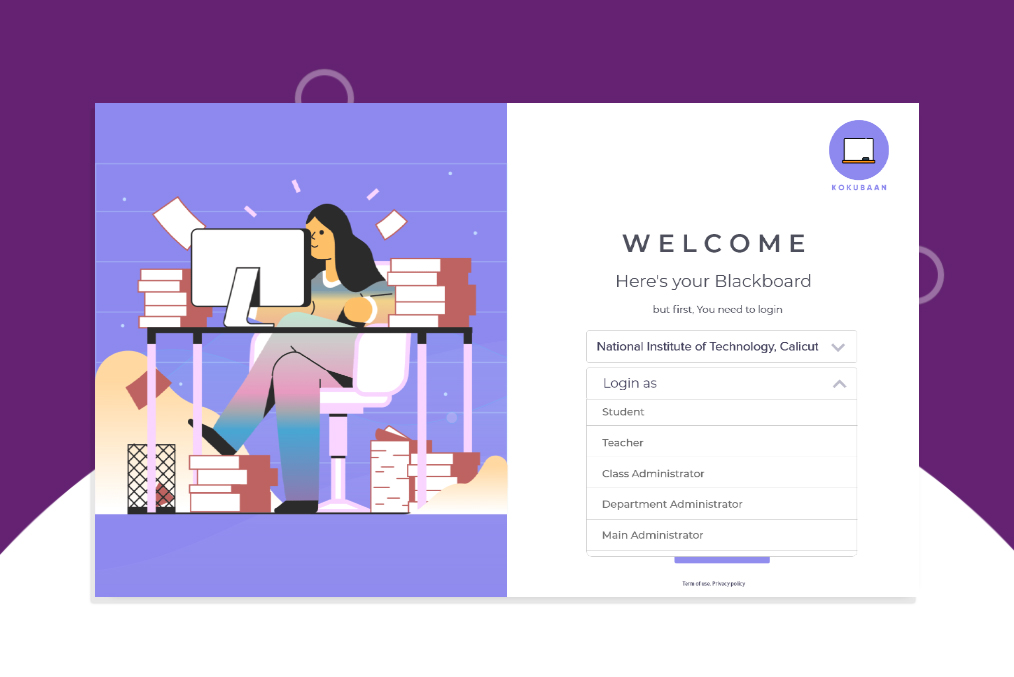 KOKUBAAN
WELCOME
Here's your Blackboard
but first, You need to login
National Institute of Technology, Calicut
Login as
Student
Teacher
Class Administrator
Department Administrator
Main Administrator
Term of use. Privacy policy